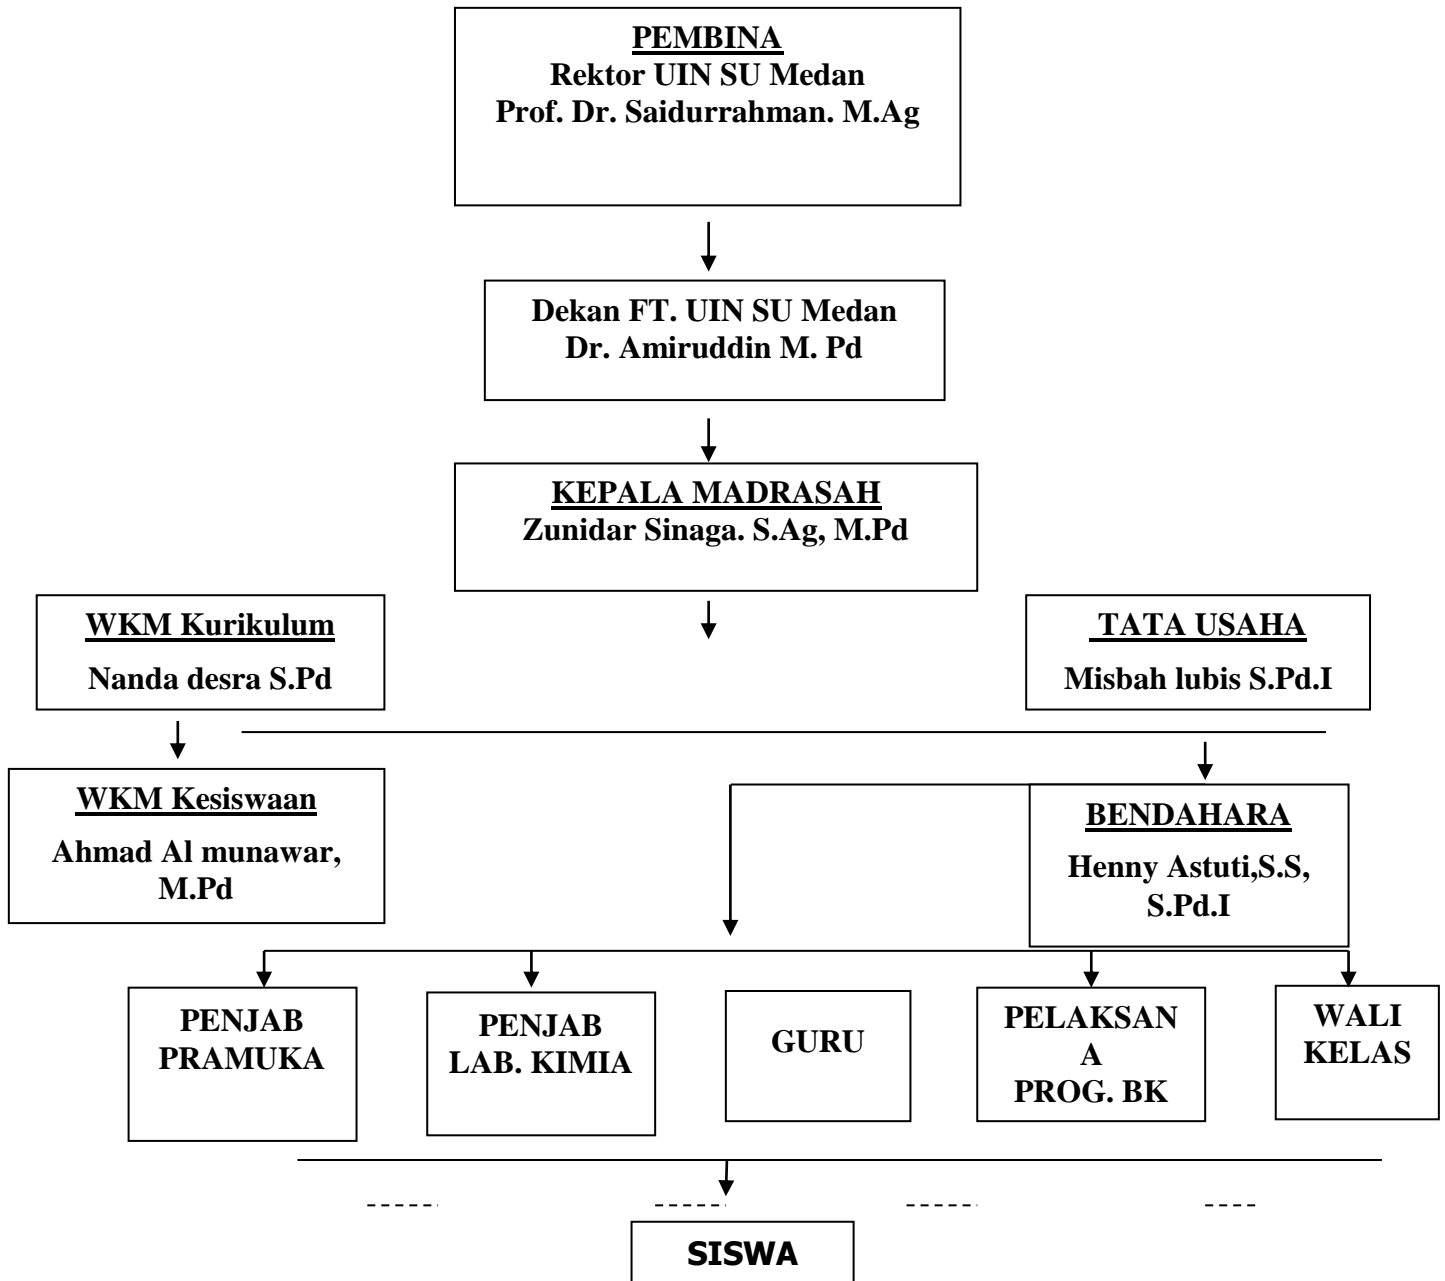 PEMBINA
Rektor UIN SU Medan
Prof. Dr. Saidurrahman. M.Ag
Dekan FT. UIN SU Medan
Dr. Amiruddin M. Pd
KEPALA MADRASAH
Zunidar Sinaga. S.Ag, M.Pd
WKM Kurikulum
Nanda desra S.Pd
TATA USAHA
Misbah lubis S.Pd.I
WKM Kesiswaan
Ahmad Al munawar,
M.Pd
BENDAHARA
Henny Astuti,S.S,
S.Pd.I
PENJAB
PRAMUKA
PENJAB
LAB. KIMIA
GURU
PELAKSAN
A
PROG. BK
WALI
KELAS
SISWA